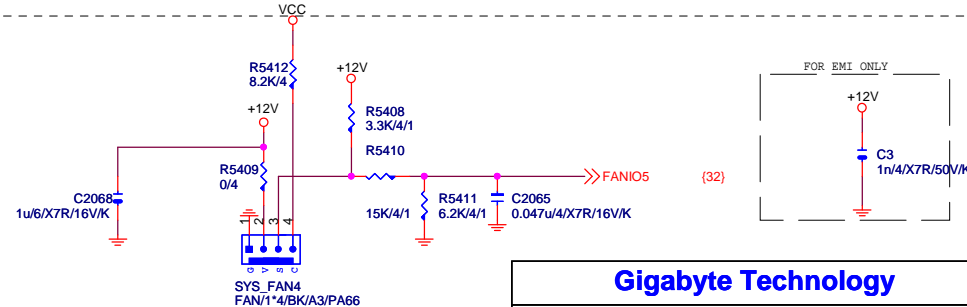 VCC
R5412
8.2K/4
+12V
R5408
3.3K/4/1
+12V
R5409
0/4
R5410
C2068
1u/6/X7R/16V/K
15K/4/1
R5411
6.2K/4/1
C2065
0.047u/4/X7R/16V/K
FANIO5
{32}
1
2
3
4
G
V
S
C
SYS_FAN4
FAN/1*4/BK/A3/PA66
FOR EMI ONLY
+12V
C3
1n/4/X7R/50V/K
Gigabyte Technology